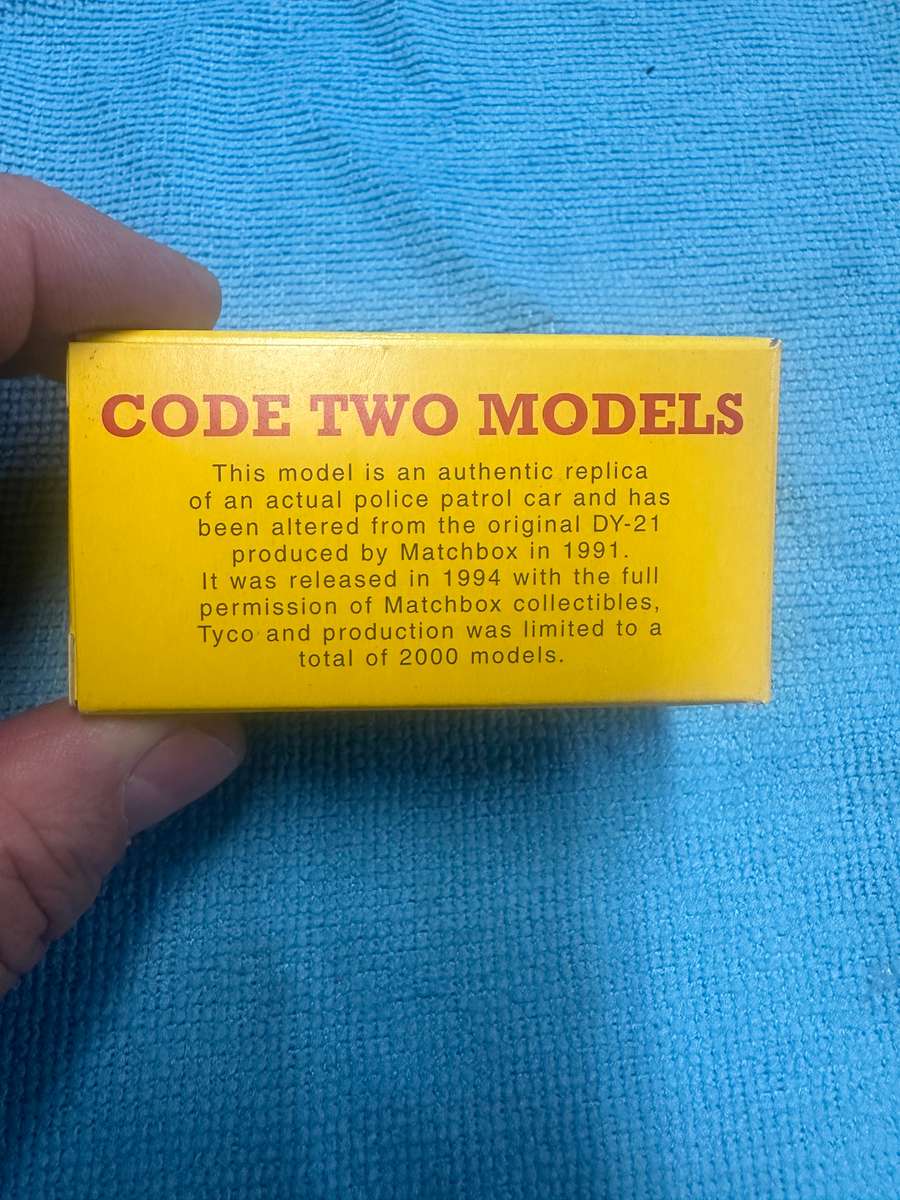 CODE TWO MODELS
This model is an authentic replica
of an actual police patrol car and has
been altered from the original DY-21
produced by Matchbox in 1991.
It was released in 1994 with the full
permission of Matchbox collectibles,
Tyco and production was limited to a
total of 2000 models.